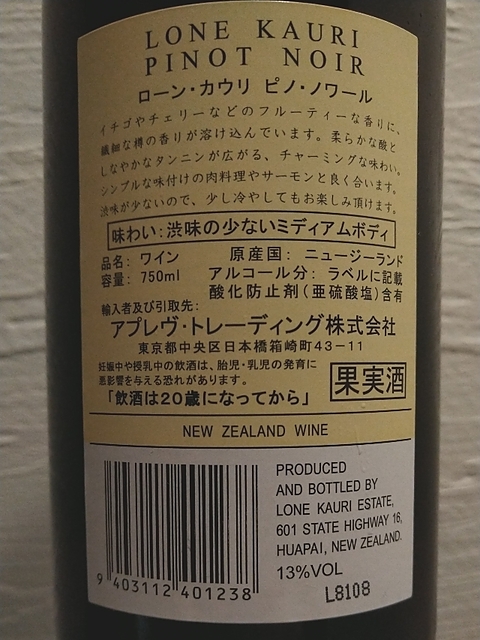 LONE KAURI
PINOT NOIR
ローン・カウリ ピノ・ノワール
イチゴやチェリーなどのフルーティーな香りに、
繊細な樽の香りが溶け込んでいます。柔らかな酸と
しなやかなタンニンが広がる、チャーミングな味わい。
シンプルな味付けの肉料理やサーモンと良く合います。
渋味が少ないので、少し冷やしてもお楽しみ頂けます。
味わい:渋味の少ないミディアムボディ
品名: ワイン 原産国: ニュージーランド
容量: 750ml アルコール分: ラベルに記載
酸化防止剤(亜硫酸塩)含有
輸入者及び引取先:
アプレヴ・トレーディング株式会社
東京都中央区日本橋箱崎町43-11
妊娠中や授乳中の飲酒は、胎児・乳児の発育に
悪影響を与える恐れがあります。
「飲酒は20歳になってから」
果実酒
NEW ZEALAND WINE
PRODUCED
AND BOTTLED BY
LONE KAURI ESTATE,
601 STATE HIGHWAY 16,
HUAPAI, NEW ZEALAND.
13%VOL
9 403112 401238
L8108